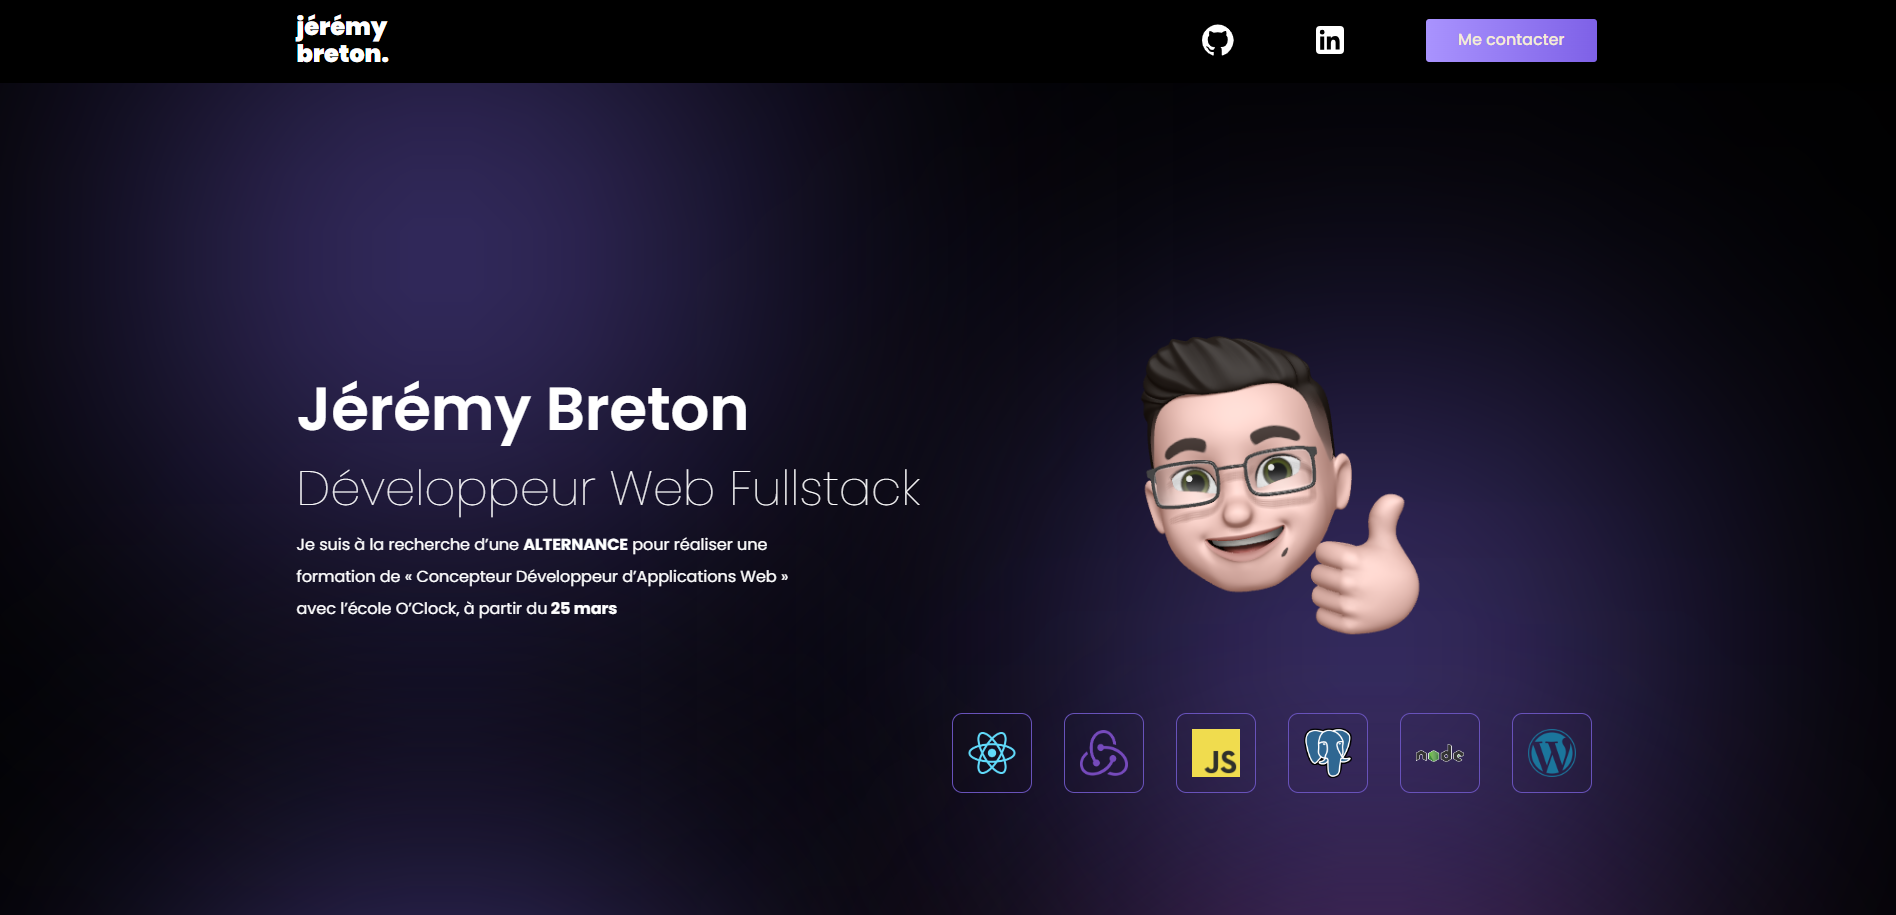 jérémy
breton.
Me contacter
Jérémy Breton
Développeur Web Fullstack
Je suis à la recherche d’une ALTERNANCE pour réaliser une
formation de « Concepteur Développeur d’Applications Web »
avec l’école O’Clock, à partir du 25 mars
JS
node